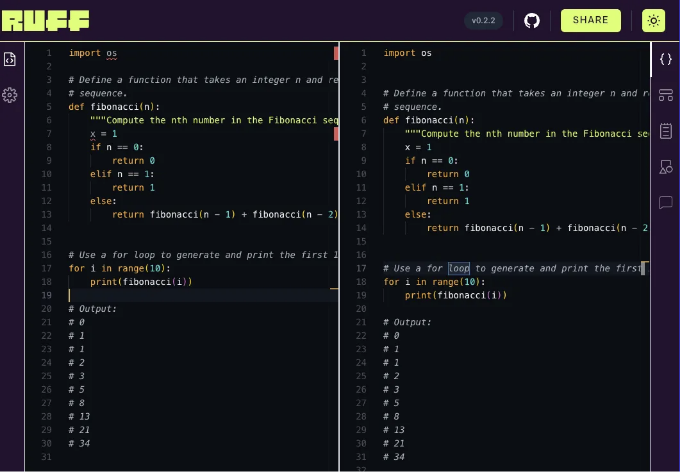 RUFF
v0.2.2
SHARE
1 import os
2
3 # Define a function that takes an integer n and re
4 # sequence.
5 def fibonacci(n):
6 """Compute the nth number in the Fibonacci seq
7 x = 1
8 if n == 0:
9 return 0
10 elif n == 1:
11 return 1
12 else:
13 return fibonacci(n - 1) + fibonacci(n - 2)
14
15
16 # Use a for loop to generate and print the first 1
17 for i in range(10):
18 print(fibonacci(i))
19
20 # Output:
21 # 0
22 # 1
23 # 1
24 # 2
25 # 3
26 # 5
27 # 8
28 # 13
29 # 21
30 # 34
31
1 import os
2
3
4 # Define a function that takes an integer n and re
5 # sequence.
6 def fibonacci(n):
7 """Compute the nth number in the Fibonacci se
8 x = 1
9 if n == 0:
10 return 0
11 elif n == 1:
12 return 1
13 else:
14 return fibonacci(n - 1) + fibonacci(n - 2
15
16
17 # Use a for loop to generate and print the first
18 for i in range(10):
19 print(fibonacci(i))
20
21 # Output:
22 # 0
23 # 1
24 # 1
25 # 2
26 # 3
27 # 5
28 # 8
29 # 13
30 # 21
31 # 34
32